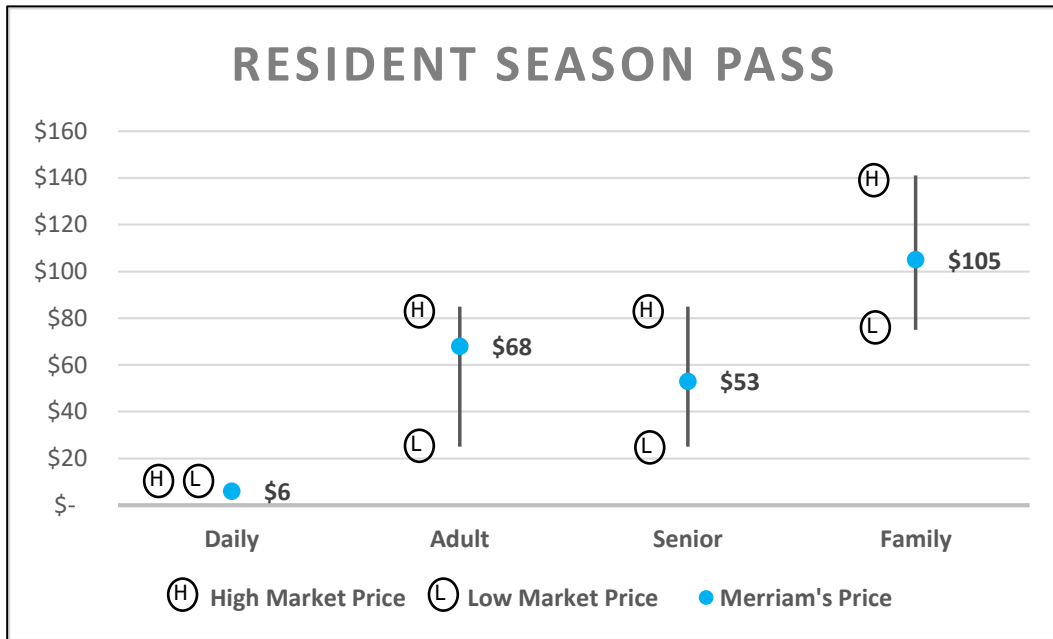 RESIDENT SEASON PASS
$160
$140
$120
$100
$80
$60
$40
$20
$-
H
L
$6
H
L
$68
H
L
$53
H
L
$105
Daily Adult Senior Family
H High Market Price L Low Market Price Merriam's Price